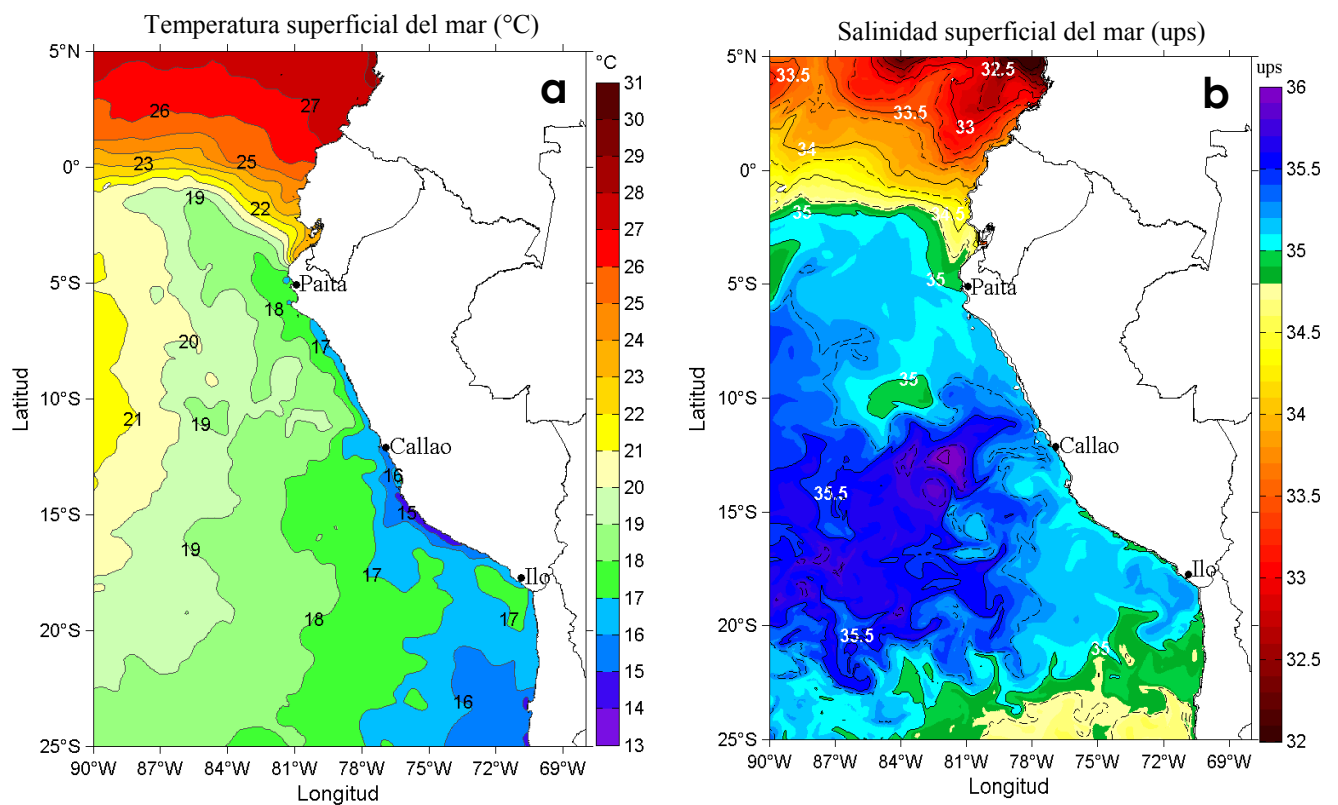 Temperatura superficial del mar (°C)
5°N
0°
5°S
10°S
15°S
20°S
25°S
Latitud
90°W 87°W 84°W 81°W 78°W 75°W 72°W 69°W
Longitud
a
27
26
25
23
22
19
18
17
20
21
19
16
15
19
17
18
17
16
Paita
Callao
Ilo
°C
31
30
29
28
27
26
25
24
23
22
21
20
19
18
17
16
15
14
13
Salinidad superficial del mar (ups)
5°N
0°
5°S
10°S
15°S
20°S
25°S
Latitud
90°W 87°W 84°W 81°W 78°W 75°W 72°W 69°W
Longitud
b
33.5
32.5
33.5
33
34
35
34.5
35
35
35.5
35.5
35
Paita
Callao
Ilo
ups
36
35.5
35
34.5
34
33.5
33
32.5
32